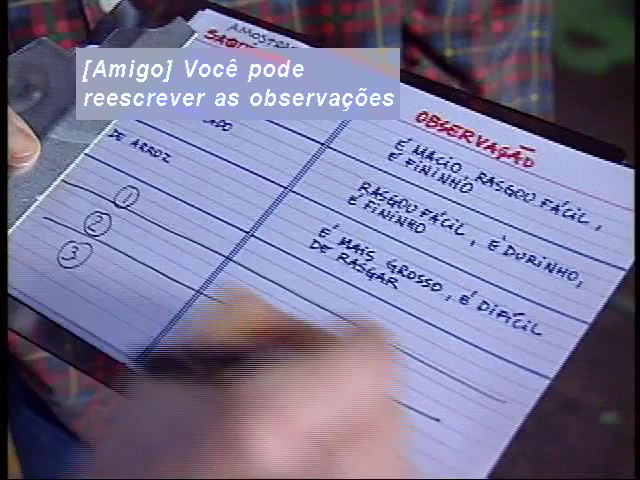 [Amigo] Você pode
reescrever as observações
OBSERVAÇÃO
É MACIO, RASGOU FÁCIL,
É FININHO
DE ARROZ
RASGOU FÁCIL, É DURINHO,
É FININHO
É MAIS GROSSO, É DIFÍCIL
DE RASGAR
1
2
3